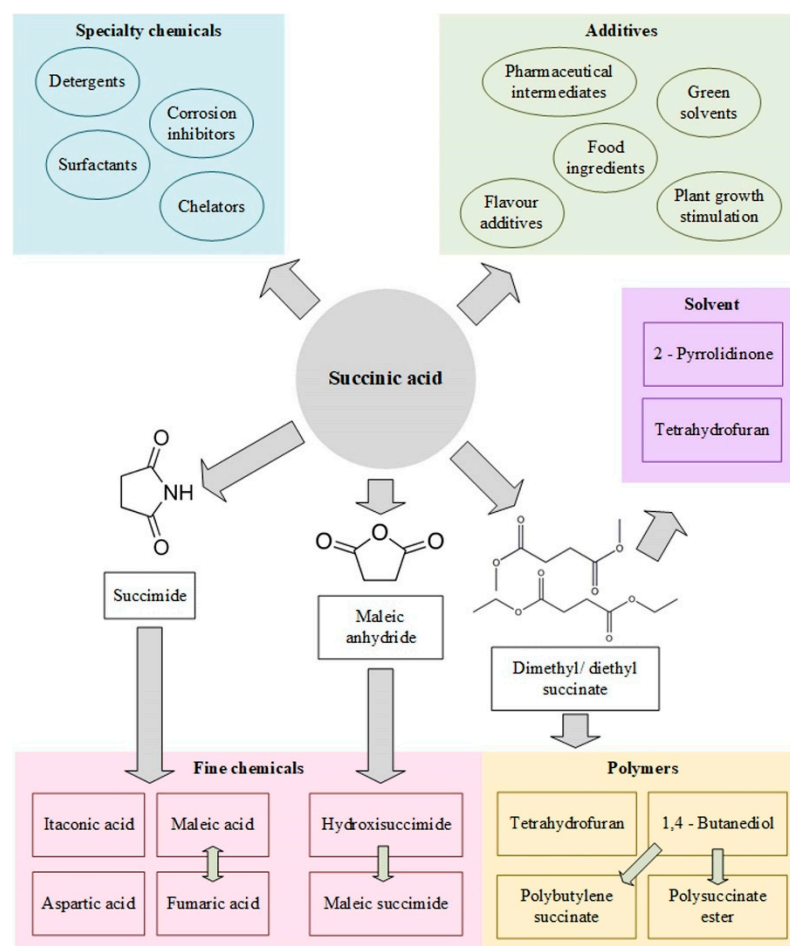 Specialty chemicals
Detergents
Corrosion
inhibitors
Surfactants
Chelators
Additives
Pharmaceutical
intermediates
Green
solvents
Food
ingredients
Flavour
additives
Plant growth
stimulation
Succinic acid
Solvent
2 - Pyrrolidinone
Tetrahydrofuran
O
NH
O
Succimide
O
O
O
Maleic
anhydride
O
O
O
O
O
O
O
O
Dimethyl/ diethyl
succinate
Fine chemicals
Itaconic acid
Maleic acid
Hydroxisuccimide
Aspartic acid
Fumaric acid
Maleic succimide
Polymers
Tetrahydrofuran
1,4 - Butanediol
Polybutylene
succinate
Polysuccinate
ester